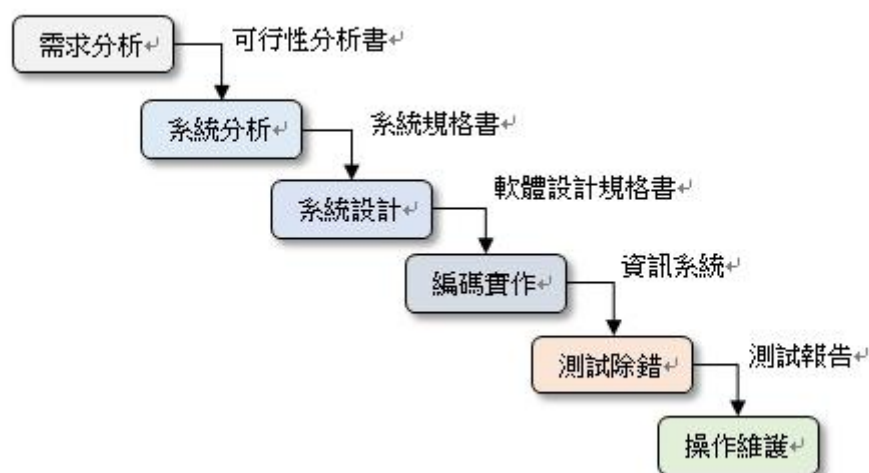 需求分析
可行性分析書
系統分析
系統規格書
系統設計
軟體設計規格書
編碼實作
資訊系統
測試除錯
測試報告
操作維護